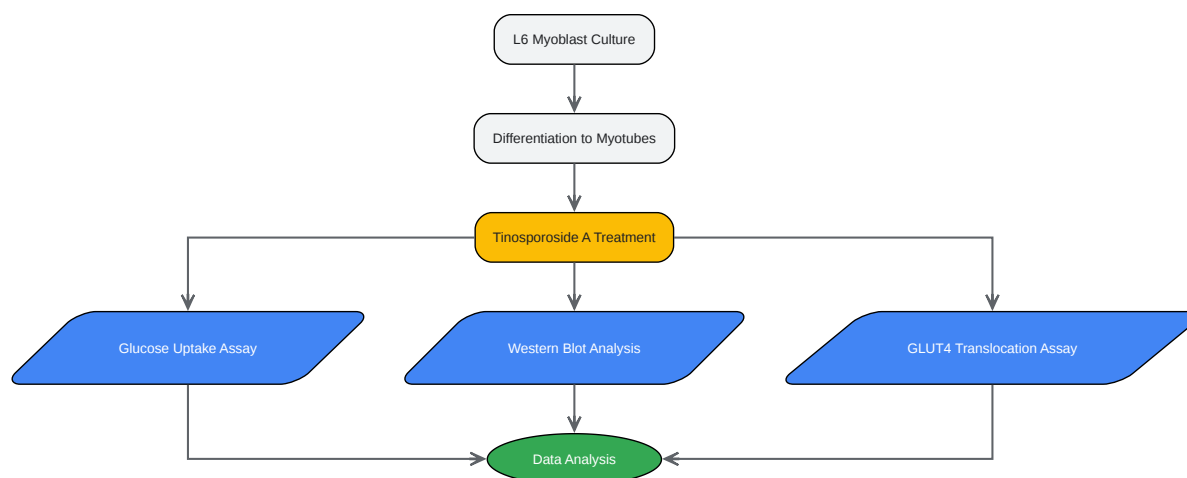 L6 Myoblast Culture
Differentiation to Myotubes
Tinosporoside A Treatment
Glucose Uptake Assay
Western Blot Analysis
GLUT4 Translocation Assay
Data Analysis